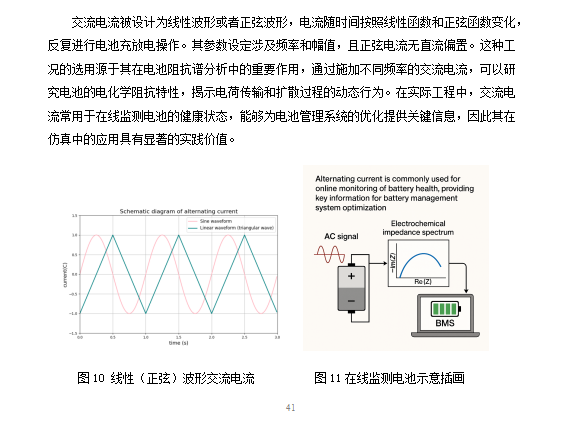 交流电流被设计为线性波形或者正弦波形，电流随时间按照线性函数和正弦函数变化，
反复进行电池充放电操作。其参数设定涉及频率和幅值，且正弦电流无直流偏置。这种工
况的选用源于其在电池阻抗谱分析中的重要作用，通过施加不同频率的交流电流，可以研
究电池的电化学阻抗特性，揭示电荷传输和扩散过程的动态行为。在实际工程中，交流电
流常用于在线监测电池的健康状态，能够为电池管理系统的优化提供关键信息，因此其在
仿真中的应用具有显著的实践价值。
Schematic diagram of alternating current
Sine waveform
Linear waveform (triangular wave)
1.5
1.0
0.5
0.0
−0.5
−1.0
−1.5
current(C)
0.0 0.5 1.0 1.5 2.0 2.5 3.0
time (s)
Alternating current is commonly used for
online monitoring of battery health, providing
key information for battery management
system optimization
AC signal
Electrochemical
impedance spectrum
−Im(Z)
Re(Z)
+
−
BMS
图 10 线性（正弦）波形交流电流
图 11 在线监测电池示意插画
41